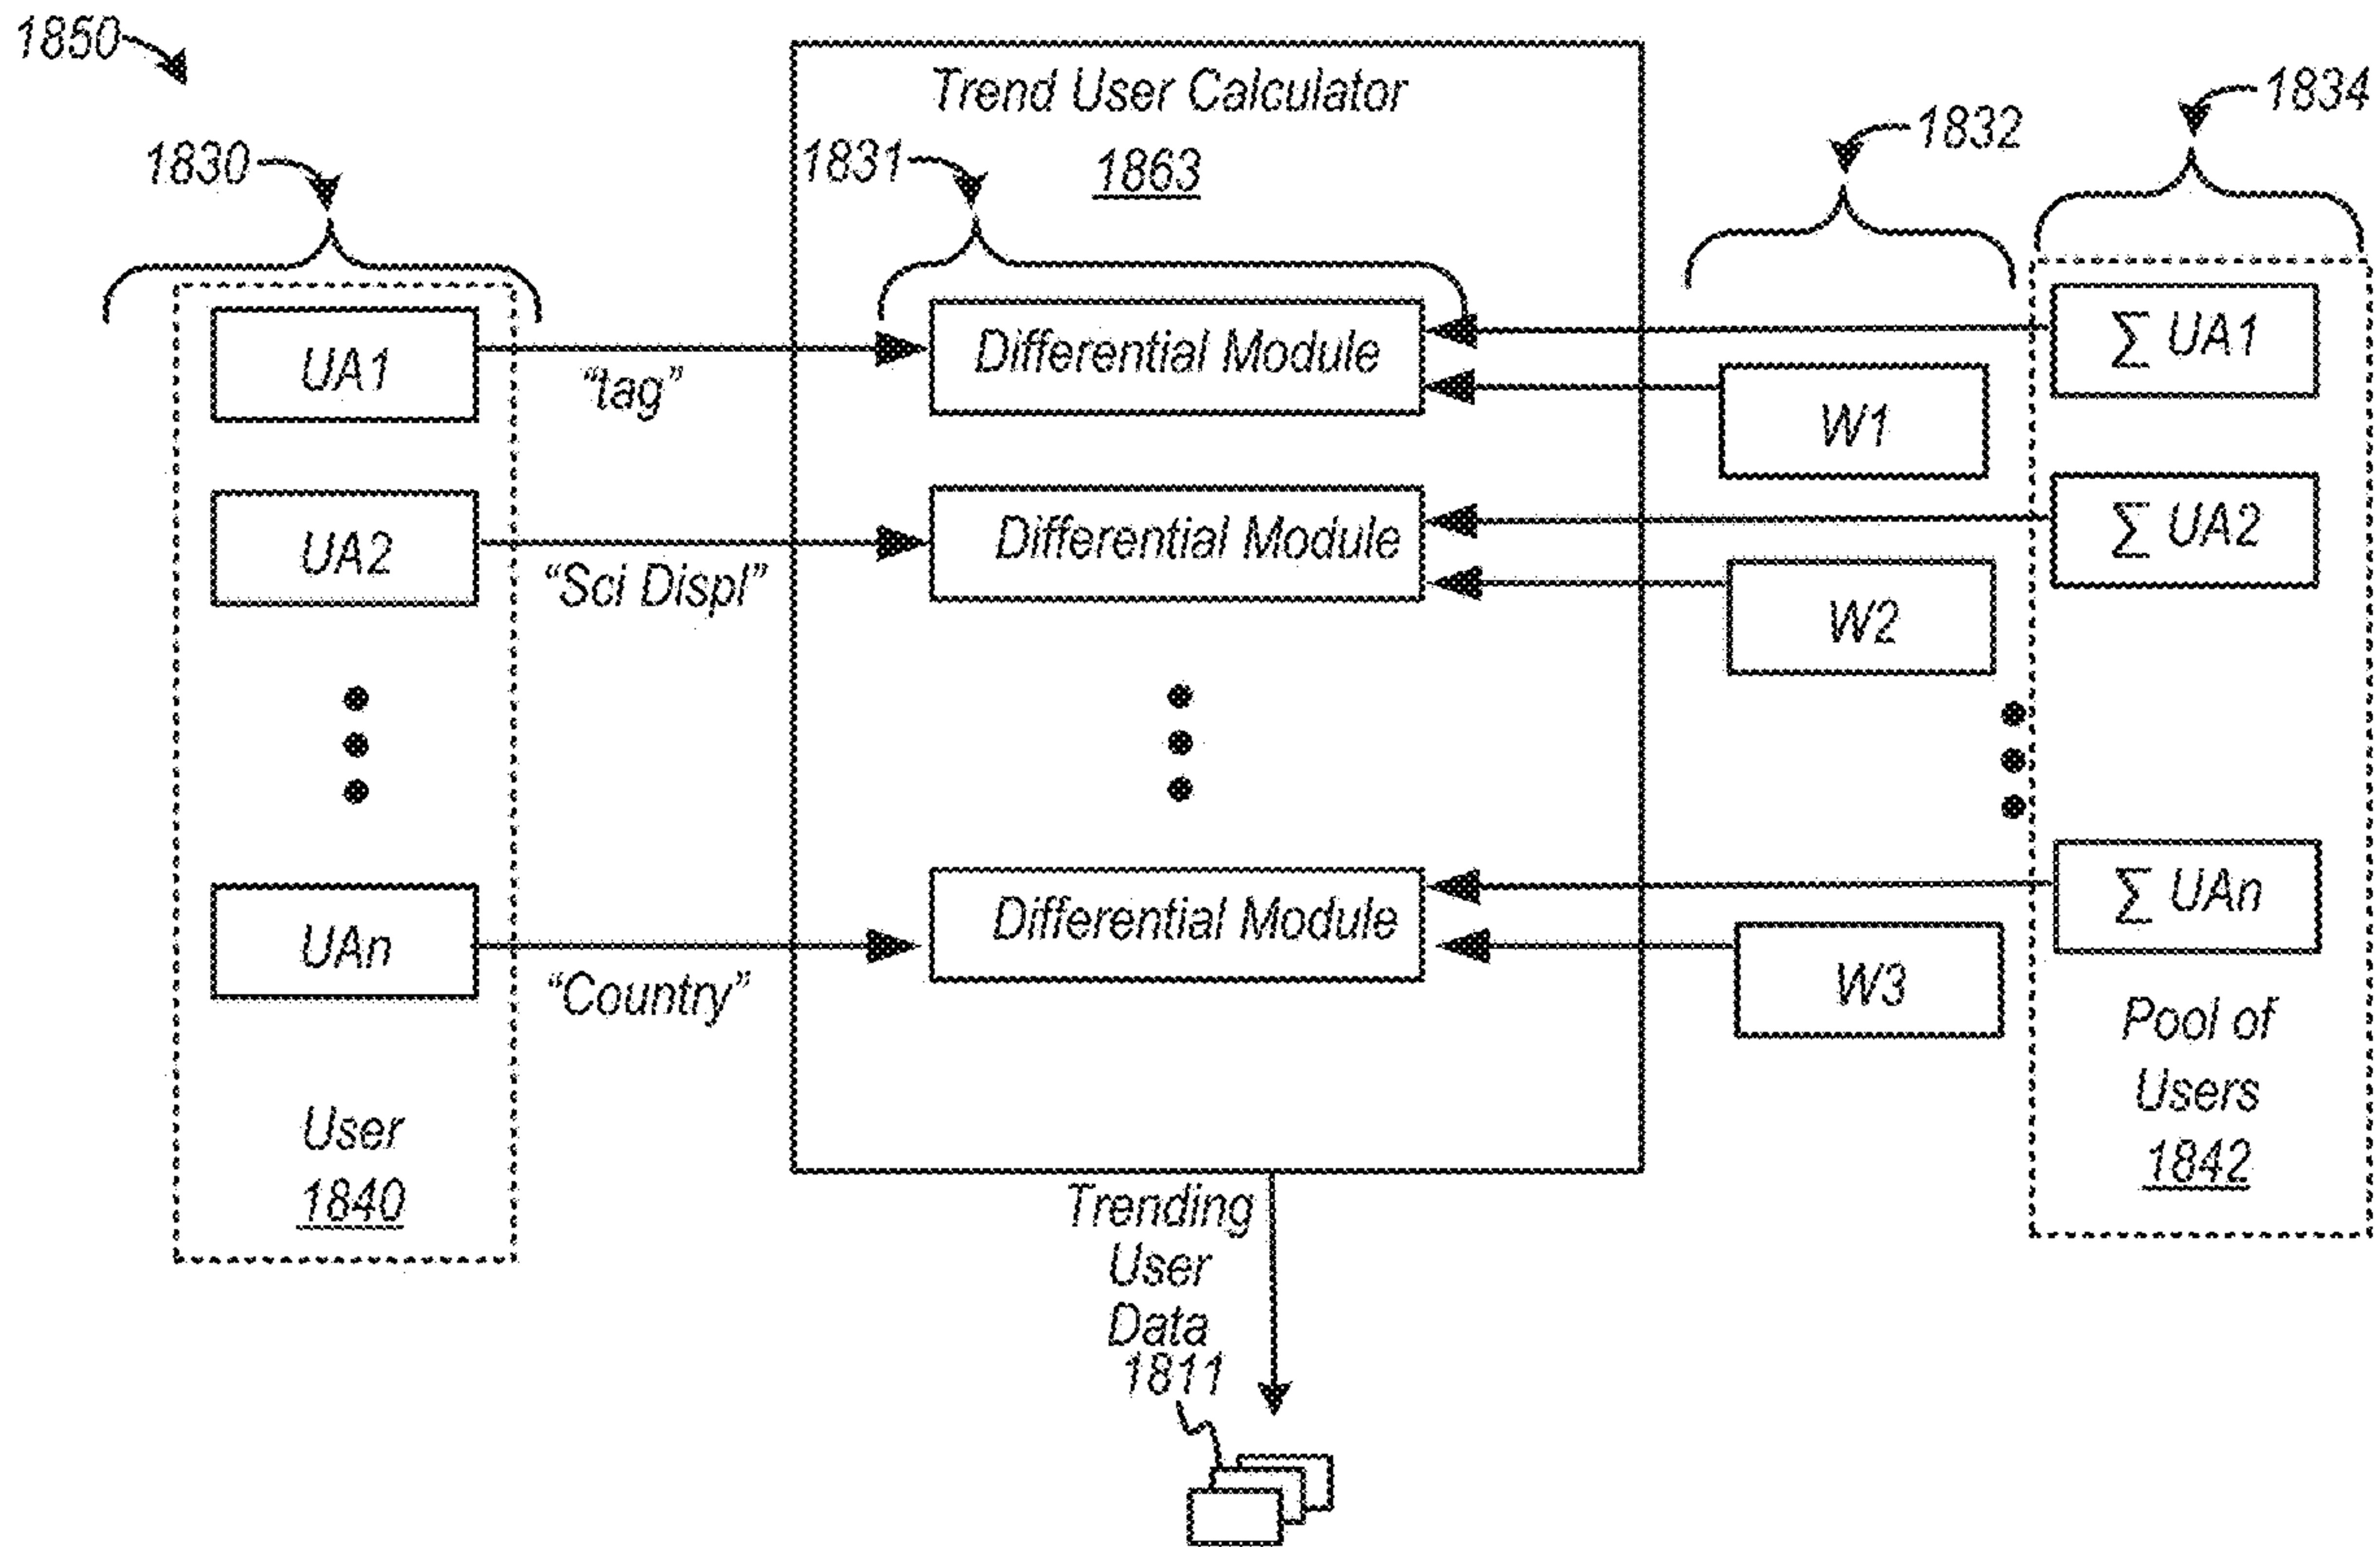 1850
1834
Trend User Calculator
1832
1830
1831
1863
UA1
"tag"
Differential Module
∑ UA1
W1
UA2
"Sci Displ"
Differential Module
∑ UA2
W2
UAn
"Country"
Differential Module
∑ UAn
W3
Pool of
Users
1842
User
1840
Trending
User
Data
1811